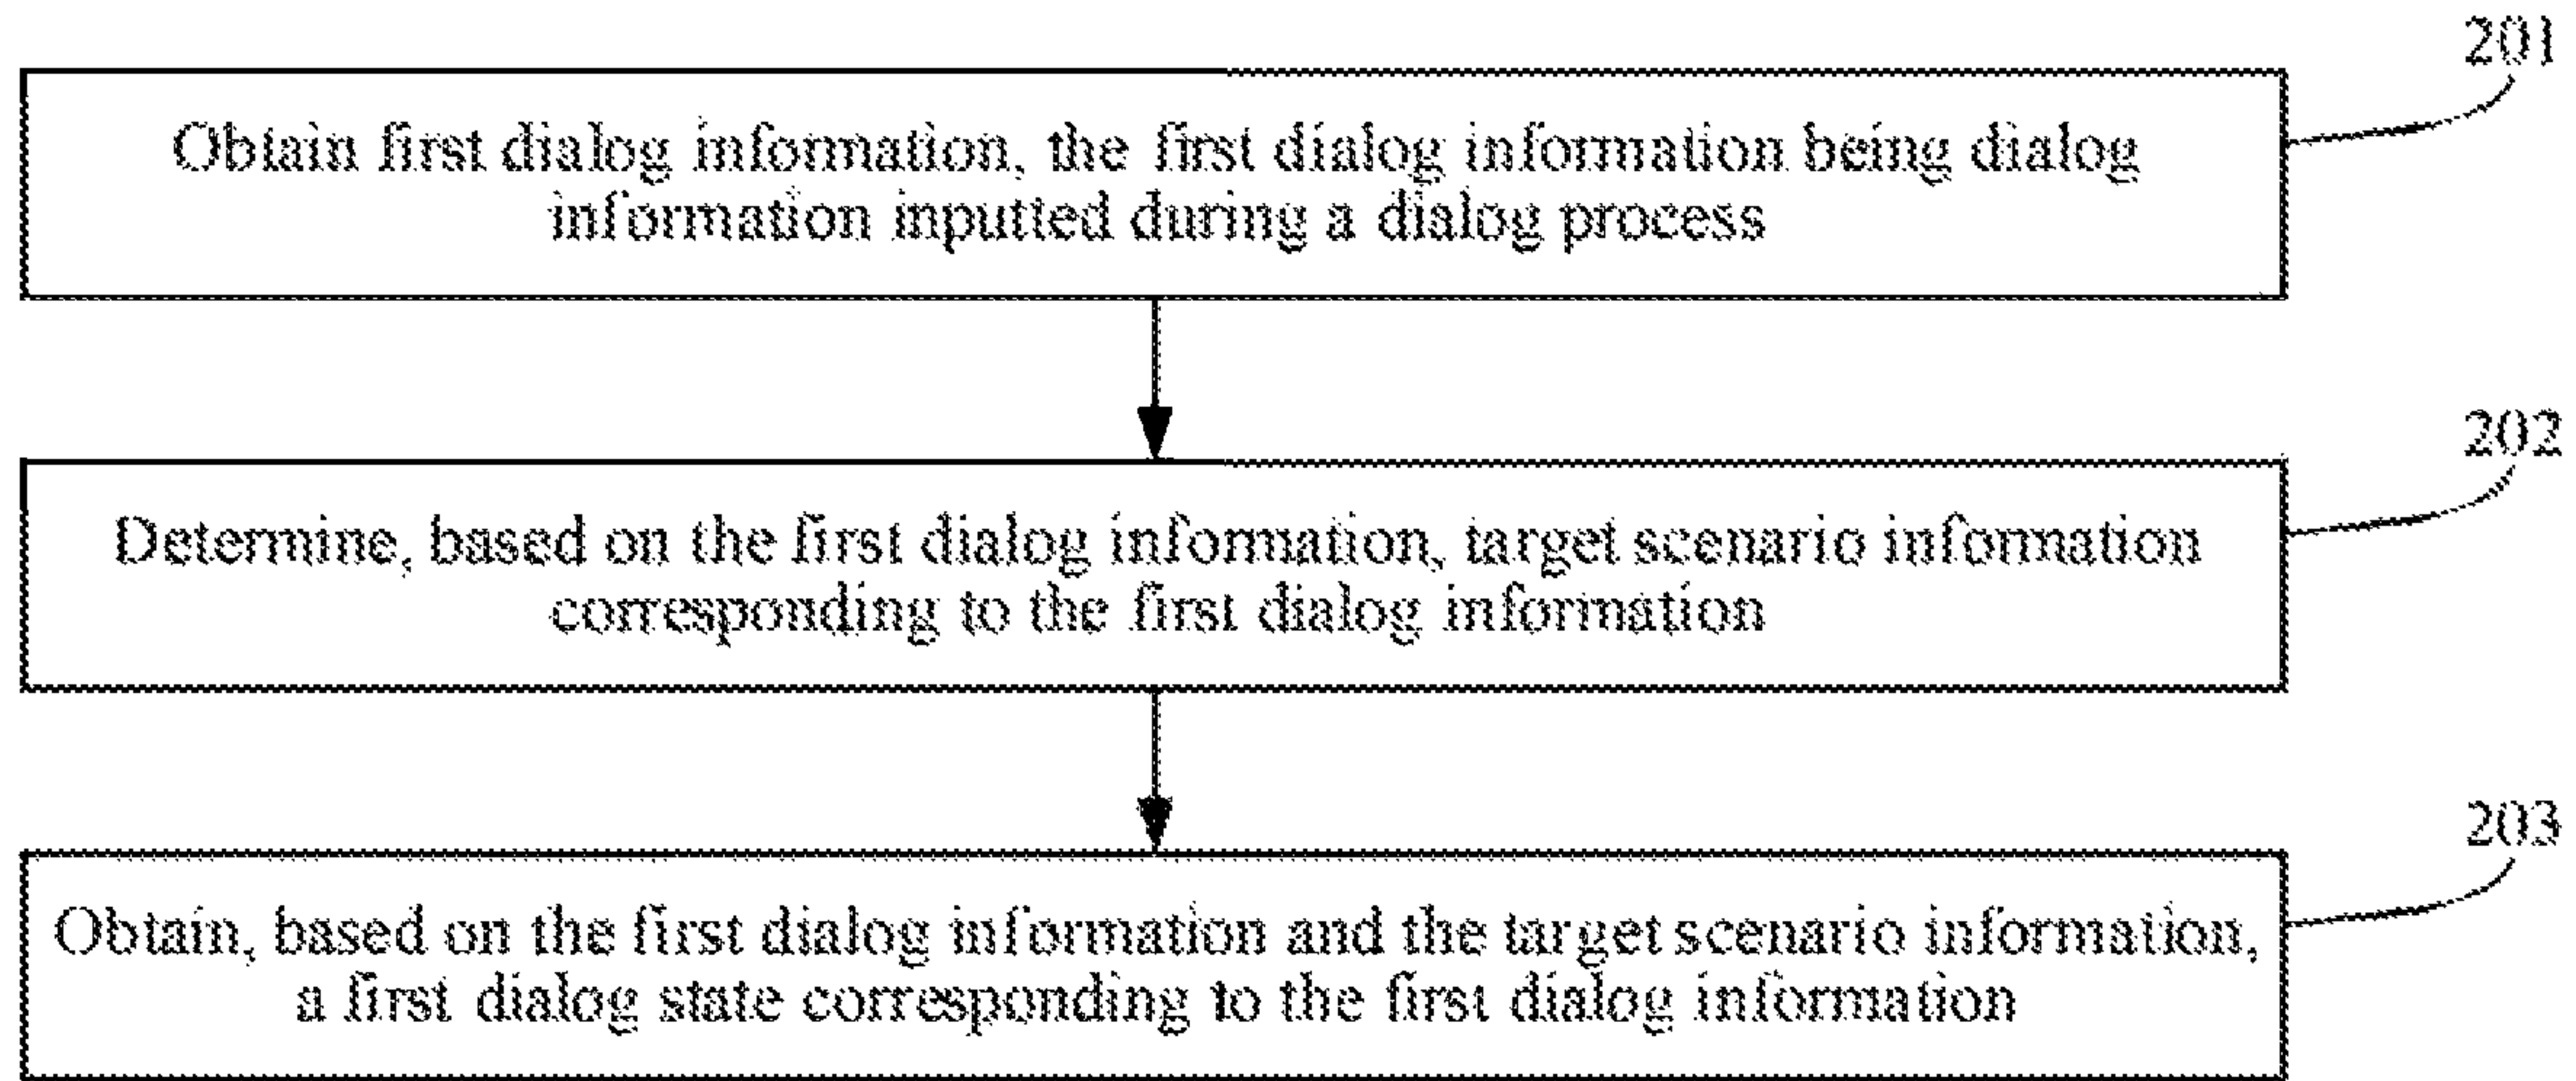 201
Obtain first dialog information, the first dialog information being dialog
information inputted during a dialog process
202
Determine, based on the first dialog information, target scenario information
corresponding to the first dialog information
203
Obtain, based on the first dialog information and the target scenario information,
a first dialog state corresponding to the first dialog information